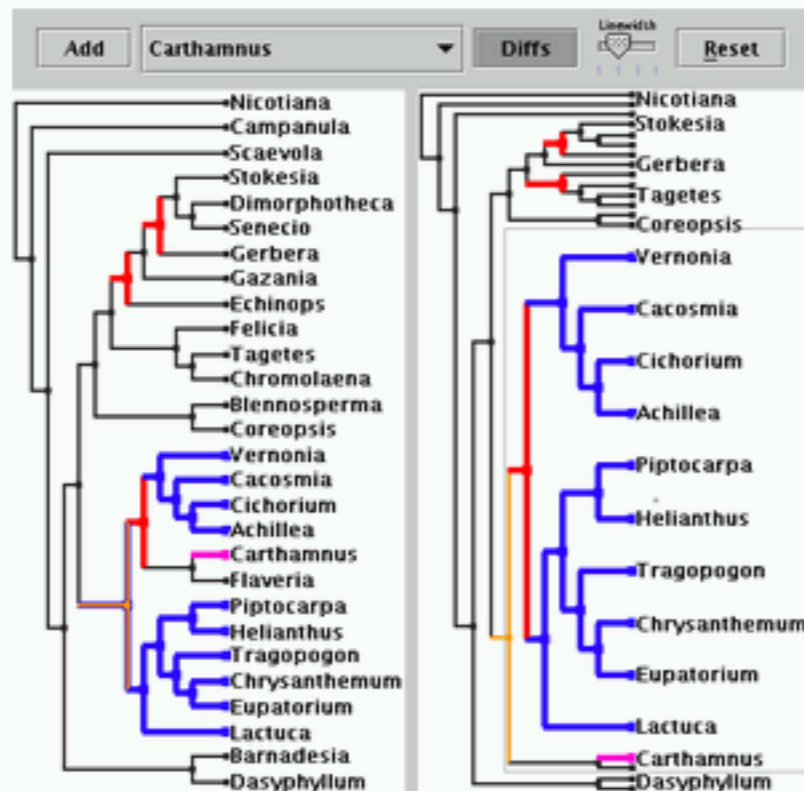 Add
Carthamnus
Diffs
Linewidth
Reset
Nicotiana
Campanula
Scaevola
Stokesia
Dimorphotheca
Senecio
Gerbera
Gazania
Echinops
Felicia
Tagetes
Chromolaena
Blennosperma
Coreopsis
Vernonia
Cacosmia
Cichorium
Achillea
Carthamnus
Flaveria
Piptocarpa
Helianthus
Tragopogon
Chrysanthemum
Eupatorium
Lactuca
Barnadesia
Dasyphyllum
Nicotiana
Stokesia
Gerbera
Tagetes
Coreopsis
Vernonia
Cacosmia
Cichorium
Achillea
Piptocarpa
Helianthus
Tragopogon
Chrysanthemum
Eupatorium
Lactuca
Carthamnus
Dasyphyllum